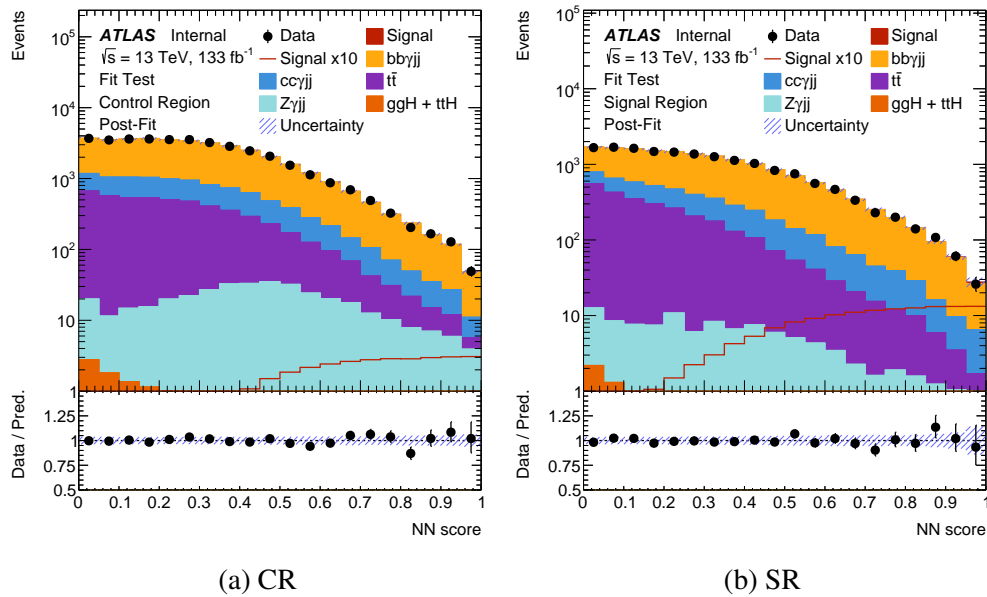 Events
10⁵
10⁴
10³
10²
10
1
ATLAS Internal
√s = 13 TeV, 133 fb⁻¹
Fit Test
Control Region
Post-Fit
Data
Signal
Signal x10
bbγjj
ccγjj
tt̄
Zγjj
ggH + ttH
Uncertainty
Data / Pred.
1.25
1
0.75
0.5
0 0.1 0.2 0.3 0.4 0.5 0.6 0.7 0.8 0.9 1
NN score
(a) CR
Events
10⁵
10⁴
10³
10²
10
1
ATLAS Internal
√s = 13 TeV, 133 fb⁻¹
Fit Test
Signal Region
Post-Fit
Data
Signal
Signal x10
bbγjj
ccγjj
tt̄
Zγjj
ggH + ttH
Uncertainty
Data / Pred.
1.25
1
0.75
0.5
0 0.1 0.2 0.3 0.4 0.5 0.6 0.7 0.8 0.9 1
NN score
(b) SR